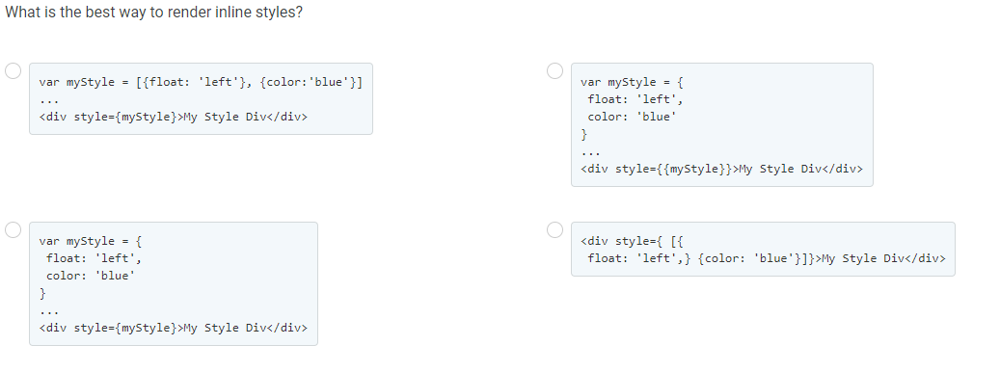 What is the best way to render inline styles?
var myStyle = [{float: 'left'}, {color:'blue'}]
...
<div style={myStyle}>My Style Div</div>
var myStyle = {
 float: 'left',
 color: 'blue'
}
...
<div style={{myStyle}}>My Style Div</div>
var myStyle = {
 float: 'left',
 color: 'blue'
}
...
<div style={myStyle}>My Style Div</div>
<div style={ [{
 float: 'left',} {color: 'blue'}]}>My Style Div</div>